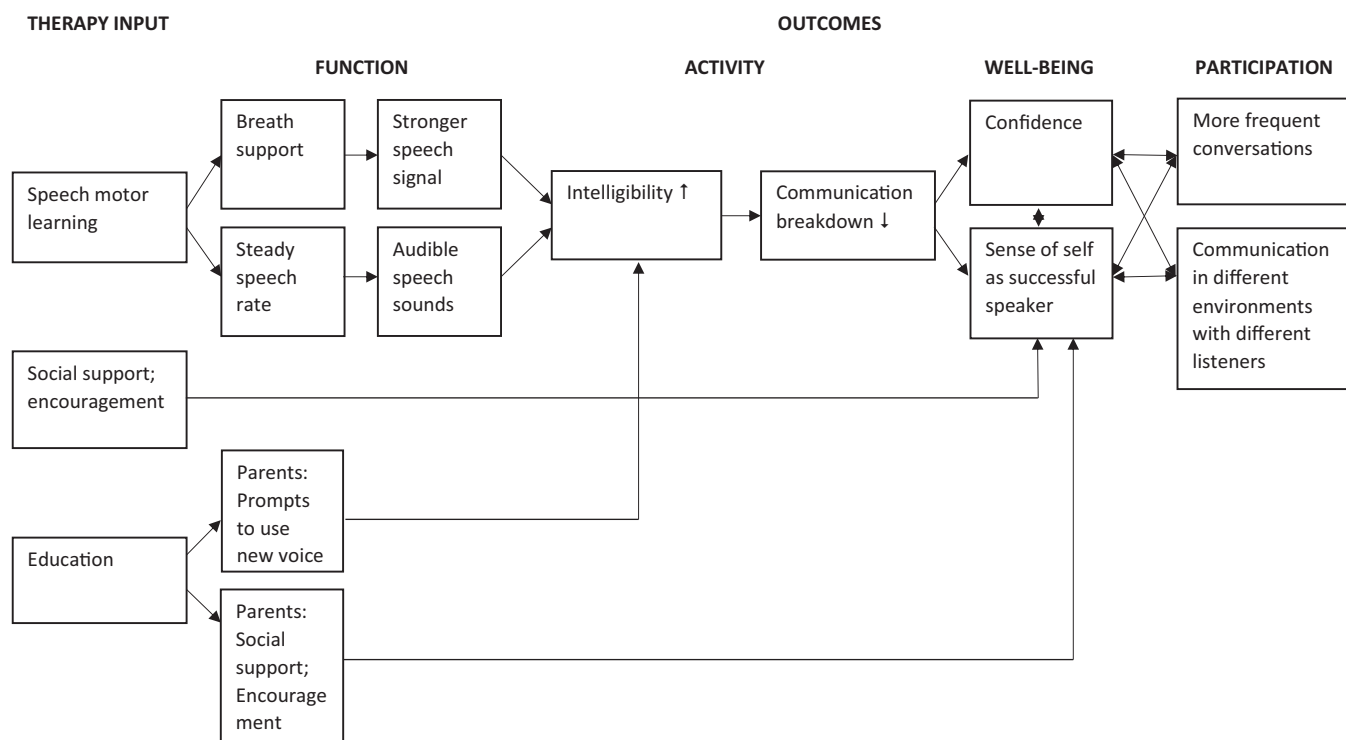 THERAPY INPUT
OUTCOMES
FUNCTION
ACTIVITY
WELL-BEING
PARTICIPATION
Speech motor
learning
Breath
support
Stronger
speech
signal
Steady
speech
rate
Audible
speech
sounds
Intelligibility ↑
Communication
breakdown ↓
Confidence
Sense of self
as successful
speaker
More frequent
conversations
Communication
in different
environments
with different
listeners
Social support;
encouragement
Education
Parents:
Prompts
to use
new voice
Parents:
Social
support;
Encourage
ment